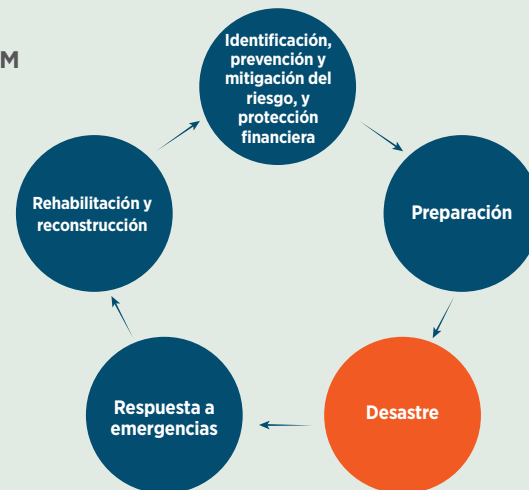 M
Identificación,
prevención y
mitigación del
riesgo, y
protección
financiera
Preparación
Desastre
Respuesta a
emergencias
Rehabilitación y
reconstrucción